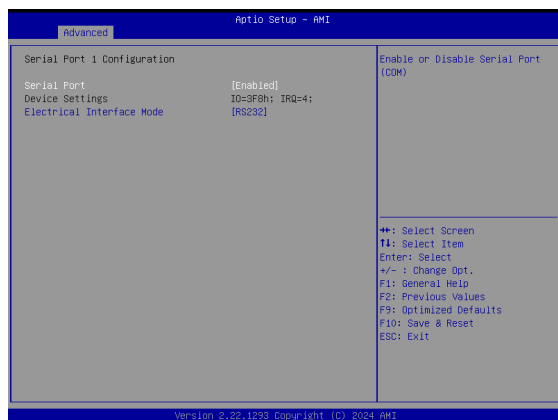 Aptio Setup – AMI
Advanced
Serial Port 1 Configuration
Serial Port [Enabled]
Device Settings IO=3F8h; IRQ=4;
Electrical Interface Mode [RS232]
Enable or Disable Serial Port
(COM)
→←: Select Screen
↑↓: Select Item
Enter: Select
+/- : Change Opt.
F1: General Help
F2: Previous Values
F9: Optimized Defaults
F10: Save & Reset
ESC: Exit
Version 2.22.1293 Copyright (C) 2024 AMI